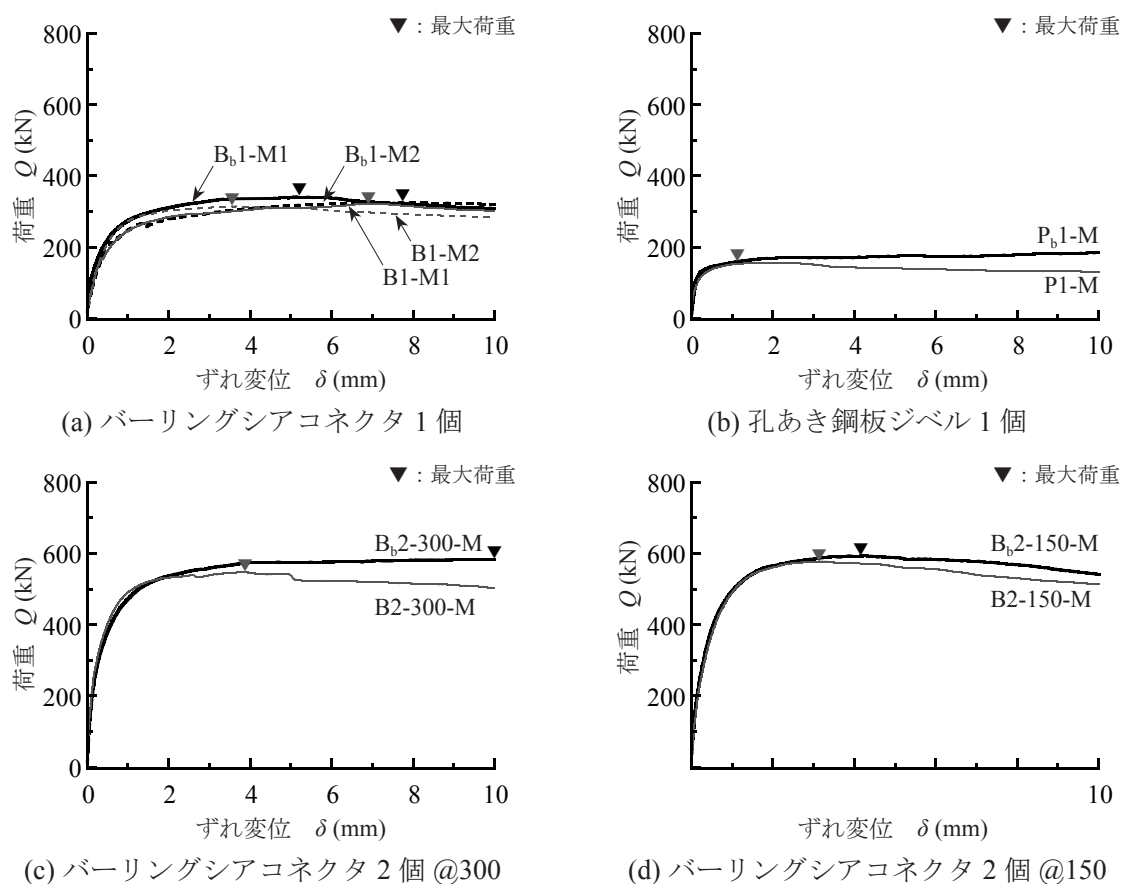 ▼ : 最大荷重
800
600
400
200
0
荷重 Q (kN)
B_b1-M1
B_b1-M2
B1-M2
B1-M1
0 2 4 6 8 10
ずれ変位 δ (mm)
(a) バーリングシアコネクタ 1 個
▼ : 最大荷重
800
600
400
200
0
荷重 Q (kN)
P_b1-M
P1-M
0 2 4 6 8 10
ずれ変位 δ (mm)
(b) 孔あき鋼板ジベル 1 個
▼ : 最大荷重
800
600
400
200
0
荷重 Q (kN)
B_b2-300-M
B2-300-M
0 2 4 6 8 10
ずれ変位 δ (mm)
(c) バーリングシアコネクタ 2 個 @300
▼ : 最大荷重
800
600
400
200
荷重 Q (kN)
B_b2-150-M
B2-150-M
10
ずれ変位 δ (mm)
(d) バーリングシアコネクタ 2 個 @150